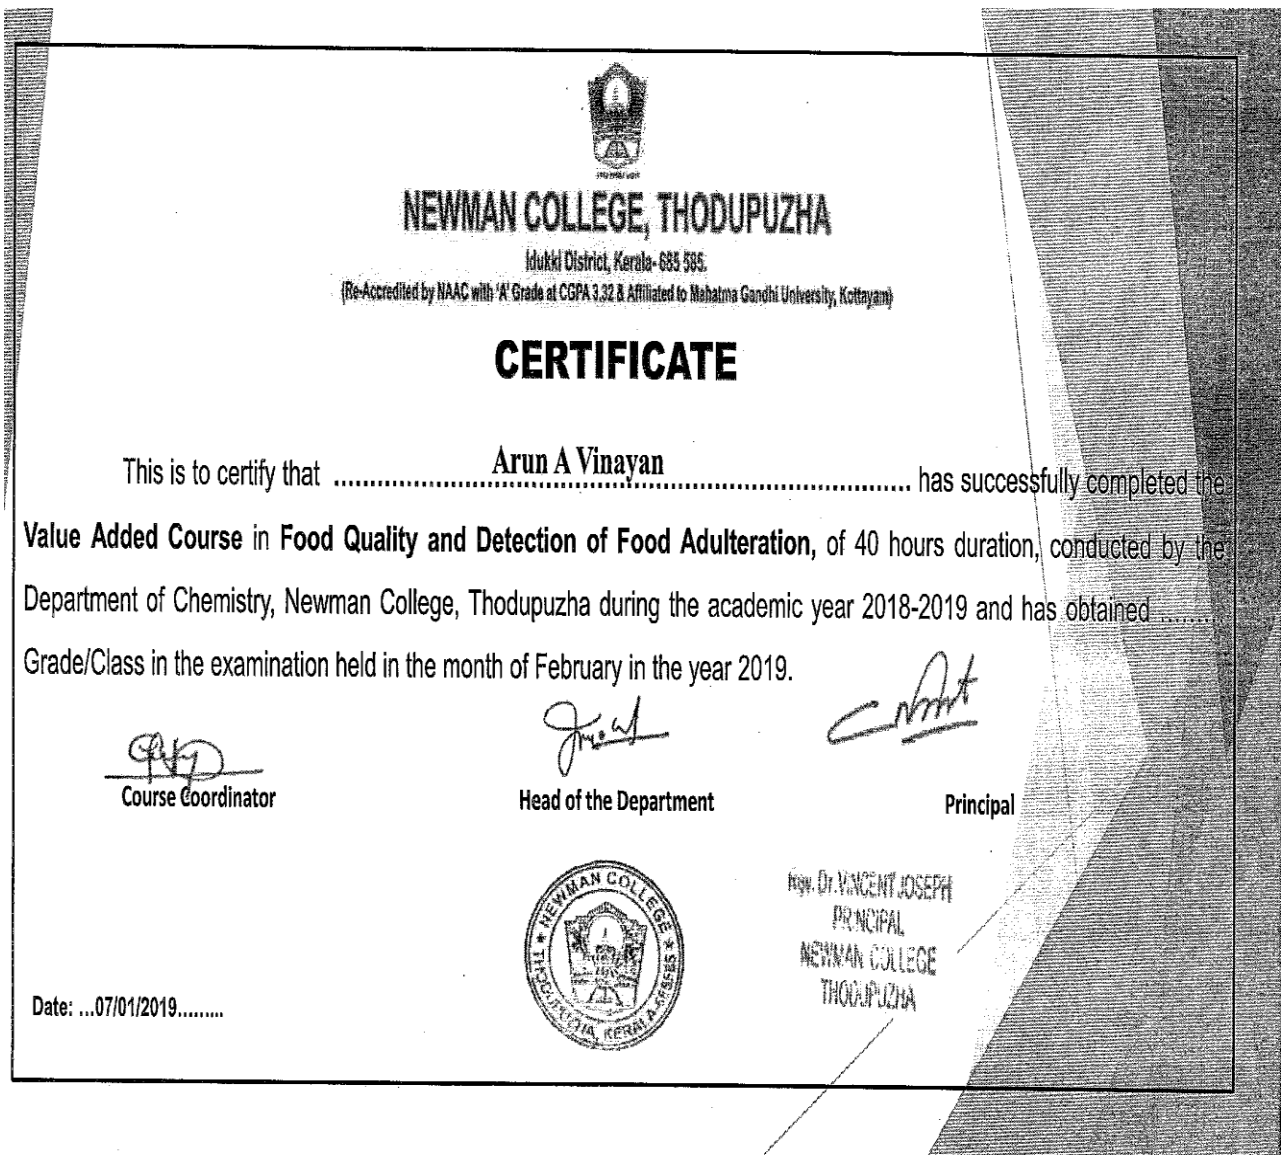 NEWMAN COLLEGE, THODUPUZHA
Idukki District, Kerala- 685 585.
(Re-Accredited by NAAC with 'A' Grade at CGPA 3.32 & Affiliated to Mahatma Gandhi University, Kottayam)
CERTIFICATE
This is to certify that ........Arun A Vinayan........ has successfully completed the
Value Added Course in Food Quality and Detection of Food Adulteration, of 40 hours duration, conducted by the
Department of Chemistry, Newman College, Thodupuzha during the academic year 2018-2019 and has obtained ........
Grade/Class in the examination held in the month of February in the year 2019.
Course Coordinator
Head of the Department
Principal
NEWMAN COLLEGE ★ THODUPUZHA, KERALA-685585 ★
Rev. Dr. VINCENT JOSEPH
PRINCIPAL
NEWMAN COLLEGE
THODUPUZHA
Date: ...07/01/2019.........